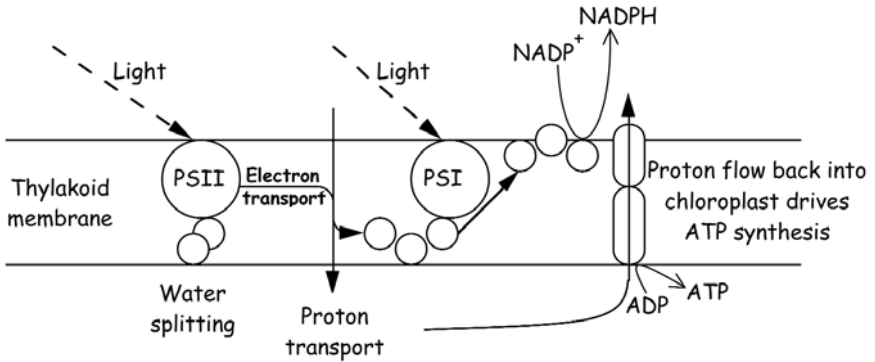 NADPH
NADP+
Light
Light
Thylakoid
membrane
PSII
Electron
transport
PSI
Proton flow back into
chloroplast drives
ATP synthesis
Water
splitting
Proton
transport
ADP
ATP